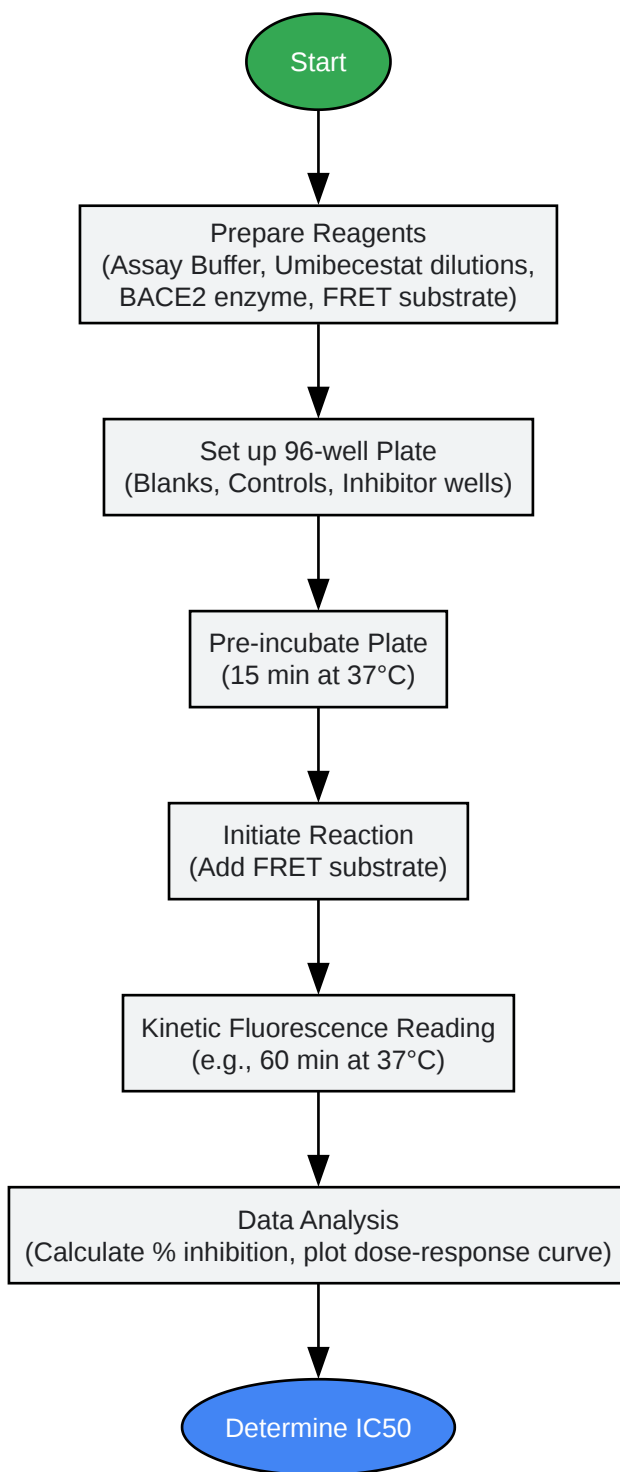 Start
Prepare Reagents
(Assay Buffer, Umibecestat dilutions,
BACE2 enzyme, FRET substrate)
Set up 96-well Plate
(Blanks, Controls, Inhibitor wells)
Pre-incubate Plate
(15 min at 37°C)
Initiate Reaction
(Add FRET substrate)
Kinetic Fluorescence Reading
(e.g., 60 min at 37°C)
Data Analysis
(Calculate % inhibition, plot dose-response curve)
Determine IC50